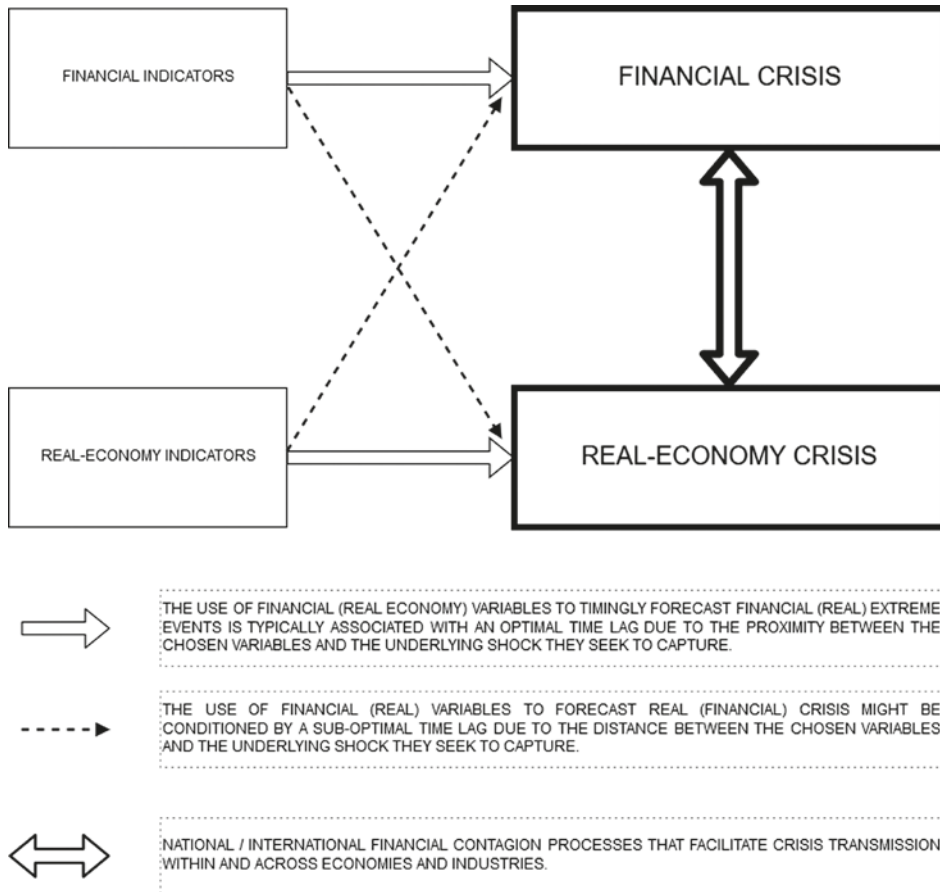 FINANCIAL INDICATORS
FINANCIAL CRISIS
REAL-ECONOMY INDICATORS
REAL-ECONOMY CRISIS
THE USE OF FINANCIAL (REAL ECONOMY) VARIABLES TO TIMINGLY FORECAST FINANCIAL (REAL) EXTREME
EVENTS IS TYPICALLY ASSOCIATED WITH AN OPTIMAL TIME LAG DUE TO THE PROXIMITY BETWEEN THE
CHOSEN VARIABLES AND THE UNDERLYING SHOCK THEY SEEK TO CAPTURE.
THE USE OF FINANCIAL (REAL) VARIABLES TO FORECAST REAL (FINANCIAL) CRISIS MIGHT BE
CONDITIONED BY A SUB-OPTIMAL TIME LAG DUE TO THE DISTANCE BETWEEN THE CHOSEN VARIABLES
AND THE UNDERLYING SHOCK THEY SEEK TO CAPTURE.
NATIONAL / INTERNATIONAL FINANCIAL CONTAGION PROCESSES THAT FACILITATE CRISIS TRANSMISSION
WITHIN AND ACROSS ECONOMIES AND INDUSTRIES.